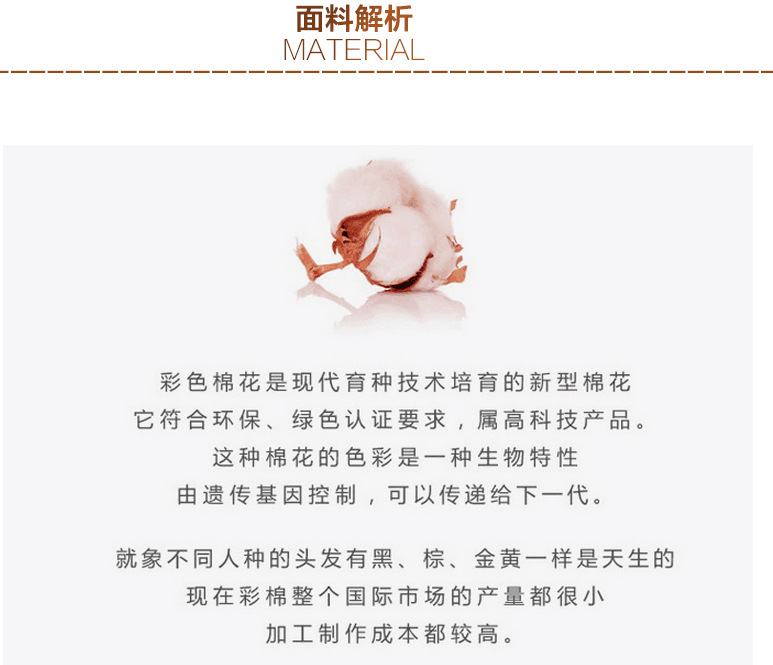 面料解析
MATERIAL
彩色棉花是现代育种技术培育的新型棉花
它符合环保、绿色认证要求，属高科技产品。
这种棉花的色彩是一种生物特性
由遗传基因控制，可以传递给下一代。
就象不同人种的头发有黑、棕、金黄一样是天生的
现在彩棉整个国际市场的产量都很小
加工制作成本都较高。